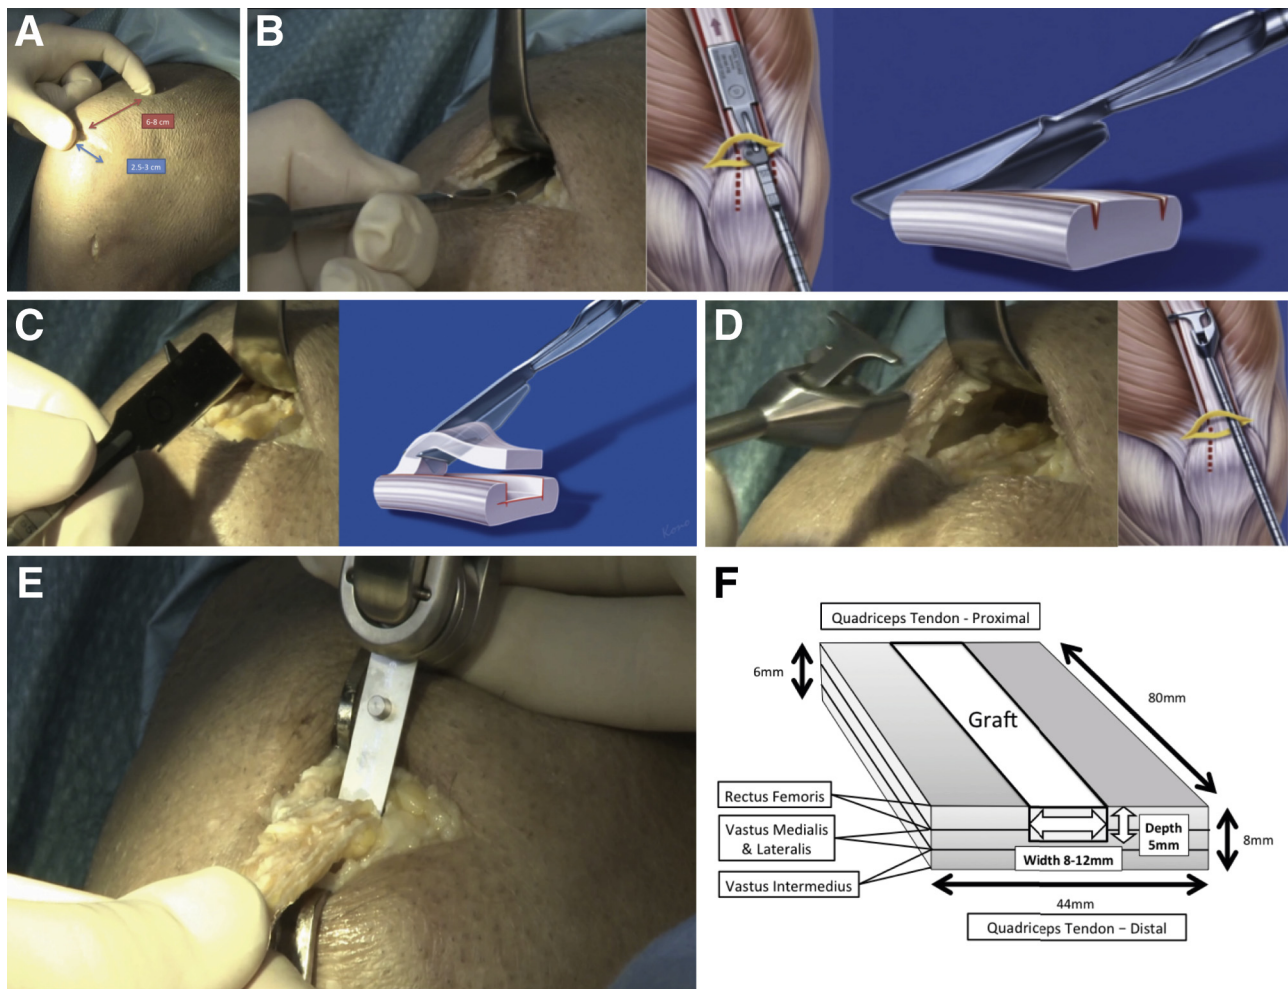 A
6-8 cm
2.5-3 cm
B
C
Kono
D
E
F
Quadriceps Tendon - Proximal
6mm
80mm
Graft
Rectus Femoris
Vastus Medialis
& Lateralis
Vastus Intermedius
Depth
5mm
8mm
Width 8-12mm
44mm
Quadriceps Tendon – Distal